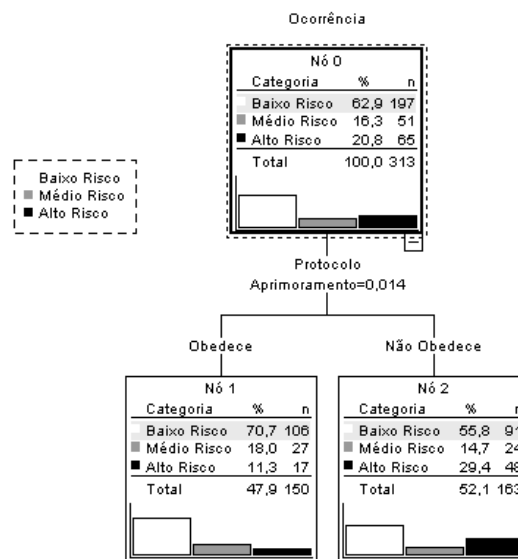 Ocorrência
Nó 0
Categoria % n
Baixo Risco 62,9 197
Médio Risco 16,3 51
Alto Risco 20,8 65
Total 100,0 313
Baixo Risco
Médio Risco
Alto Risco
Protocolo
Aprimoramento=0,014
Obedece
Não Obedece
Nó 1
Categoria % n
Baixo Risco 70,7 106
Médio Risco 18,0 27
Alto Risco 11,3 17
Total 47,9 150
Nó 2
Categoria % n
Baixo Risco 55,8 91
Médio Risco 14,7 24
Alto Risco 29,4 48
Total 52,1 163